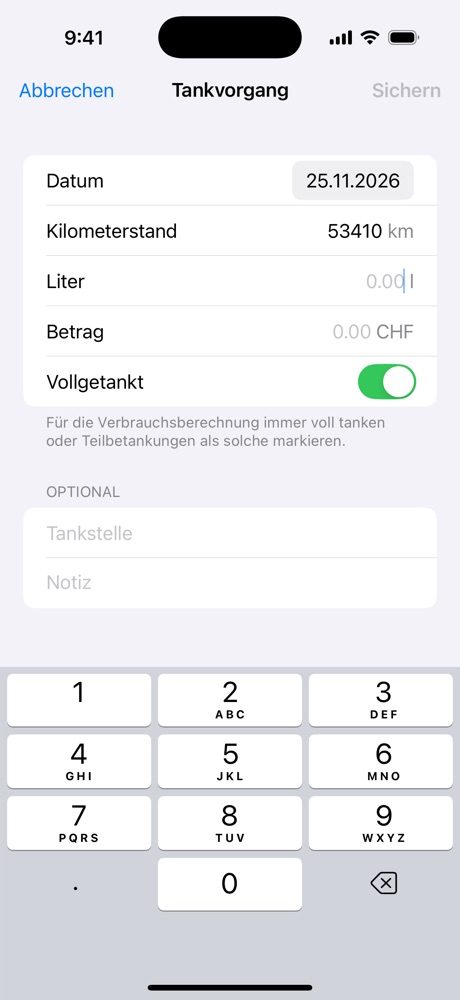 9:41
Abbrechen Tankvorgang Sichern
Datum 25.11.2026
Kilometerstand 53410 km
Liter 0.00 l
Betrag 0.00 CHF
Vollgetankt
Für die Verbrauchsberechnung immer voll tanken
oder Teilbetankungen als solche markieren.
OPTIONAL
Tankstelle
Notiz
1 2 3
ABC DEF
4 5 6
GHI JKL MNO
7 8 9
PQRS TUV WXYZ
. 0